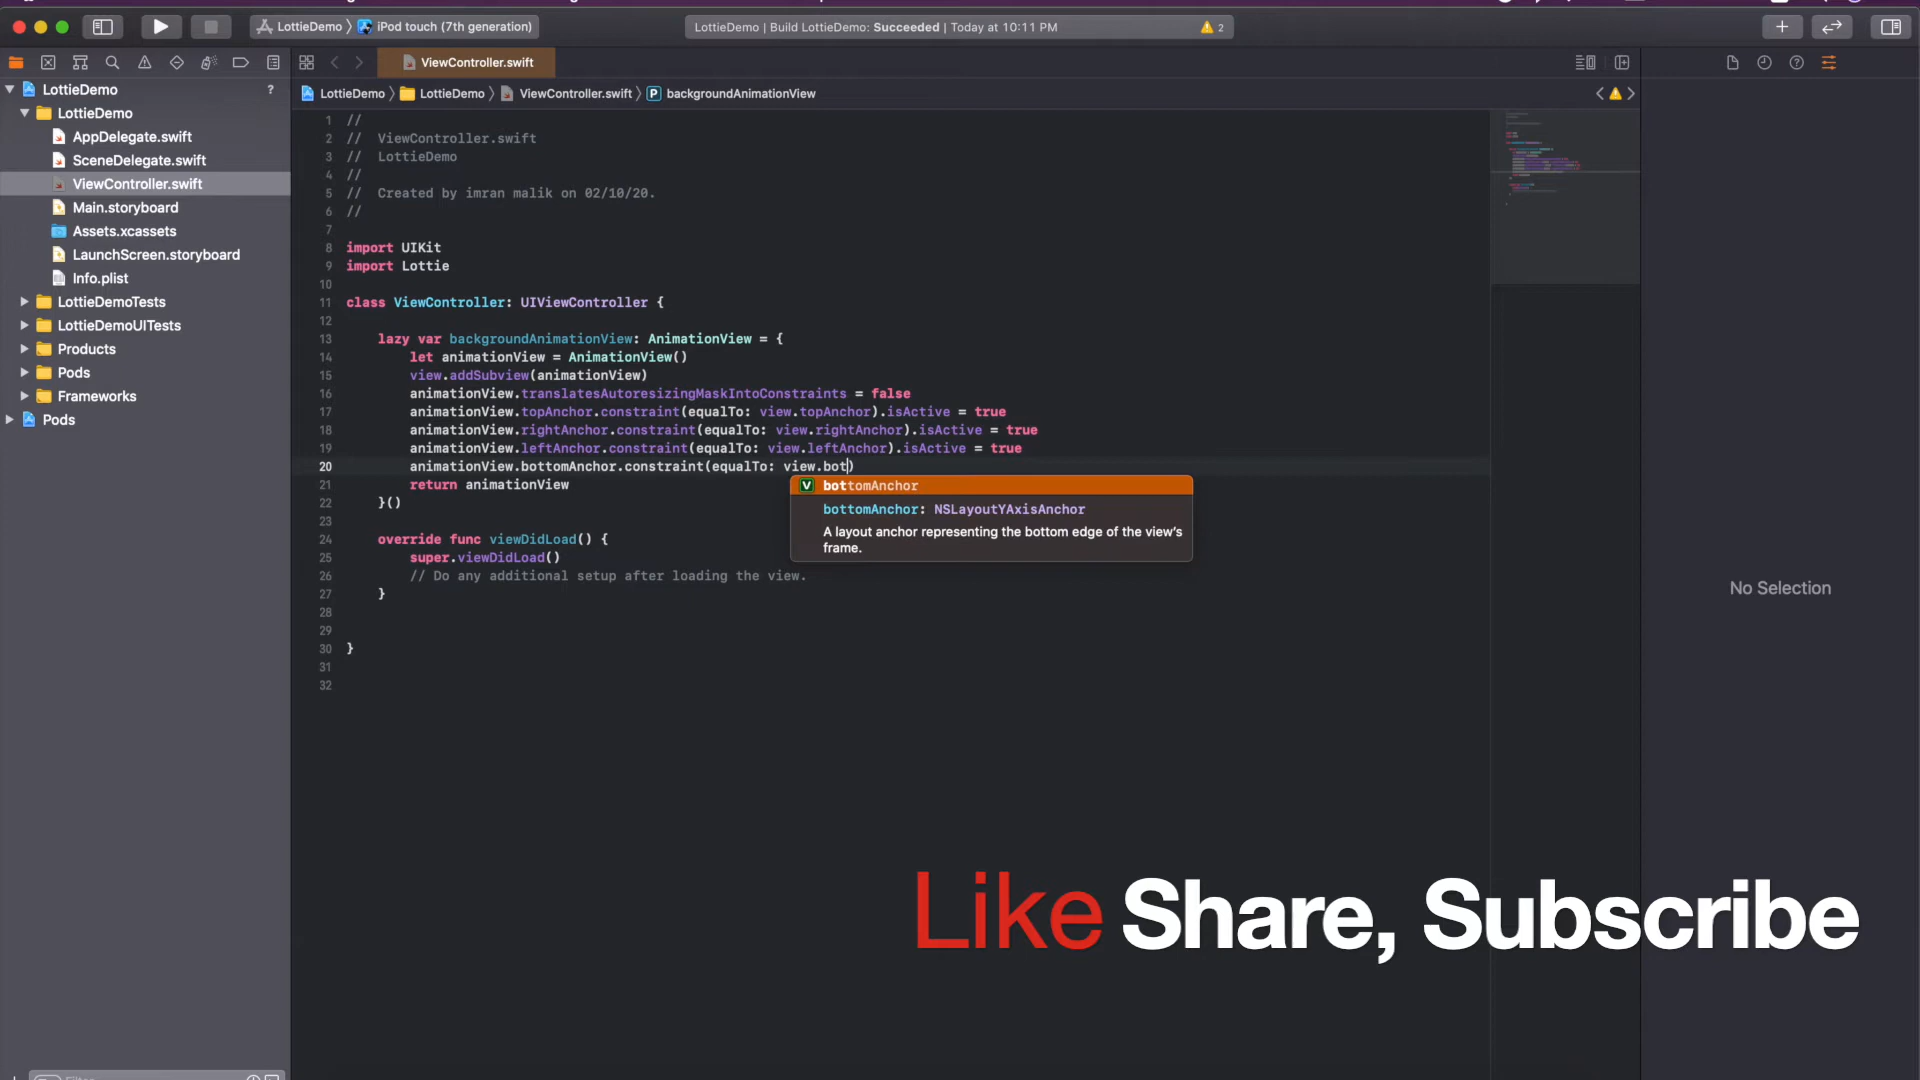 LottieDemo 〉 iPod touch (7th generation)
LottieDemo | Build LottieDemo: Succeeded | Today at 10:11 PM
2
ViewController.swift
LottieDemo 〉 LottieDemo 〉 ViewController.swift 〉 P backgroundAnimationView
LottieDemo ?
LottieDemo
AppDelegate.swift
SceneDelegate.swift
ViewController.swift
Main.storyboard
Assets.xcassets
LaunchScreen.storyboard
Info.plist
LottieDemoTests
LottieDemoUITests
Products
Pods
Frameworks
Pods
1 //
2 //  ViewController.swift
3 //  LottieDemo
4 //
5 //  Created by imran malik on 02/10/20.
6 //
7
8 import UIKit
9 import Lottie
10
11 class ViewController: UIViewController {
12
13     lazy var backgroundAnimationView: AnimationView = {
14         let animationView = AnimationView()
15         view.addSubview(animationView)
16         animationView.translatesAutoresizingMaskIntoConstraints = false
17         animationView.topAnchor.constraint(equalTo: view.topAnchor).isActive = true
18         animationView.rightAnchor.constraint(equalTo: view.rightAnchor).isActive = true
19         animationView.leftAnchor.constraint(equalTo: view.leftAnchor).isActive = true
20         animationView.bottomAnchor.constraint(equalTo: view.bot)
21         return animationView
22     }()
23
24     override func viewDidLoad() {
25         super.viewDidLoad()
26         // Do any additional setup after loading the view.
27     }
28
29
30 }
31
32
V bottomAnchor
bottomAnchor: NSLayoutYAxisAnchor
A layout anchor representing the bottom edge of the view's
frame.
No Selection
Like Share, Subscribe